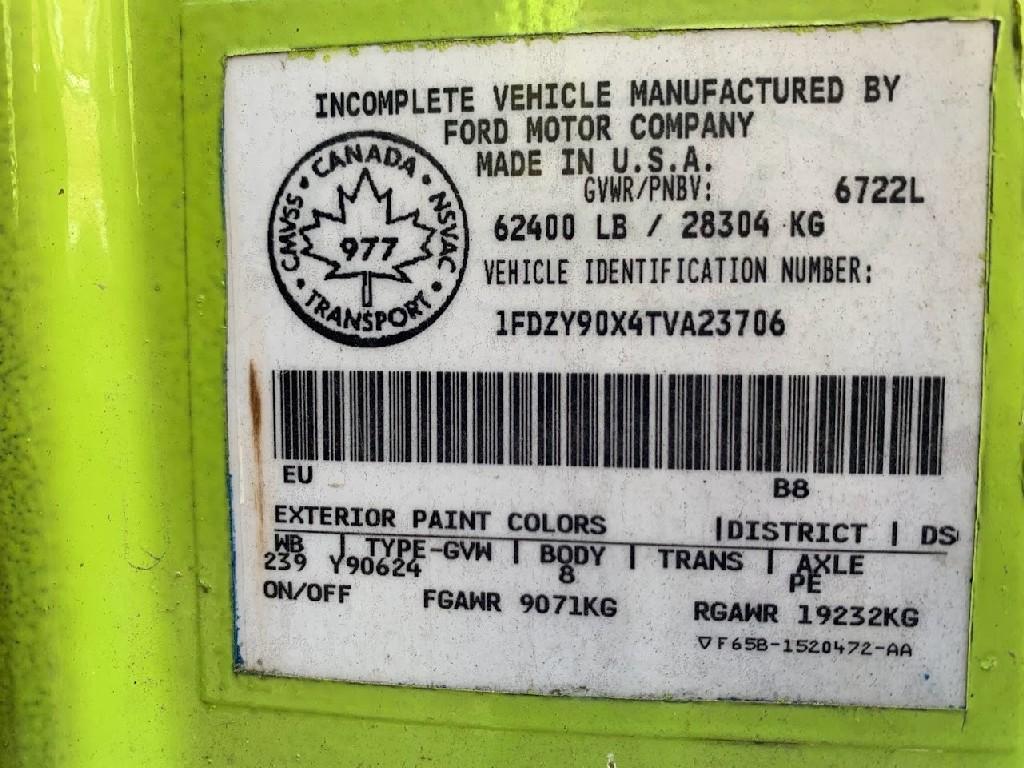 INCOMPLETE VEHICLE MANUFACTURED BY
FORD MOTOR COMPANY
MADE IN U.S.A.
GVWR/PNBV: 6722L
62400 LB / 28304 KG
VEHICLE IDENTIFICATION NUMBER:
1FDZY90X4TVA23706
CANADA • NSVAC • TRANSPORT • CMVSS •
977
EU B8
EXTERIOR PAINT COLORS |DISTRICT | DS
WB | TYPE-GVW | BODY | TRANS | AXLE
239 Y90624 8 PE
ON/OFF FGAWR 9071KG RGAWR 19232KG
▽F65B-1520472-AA